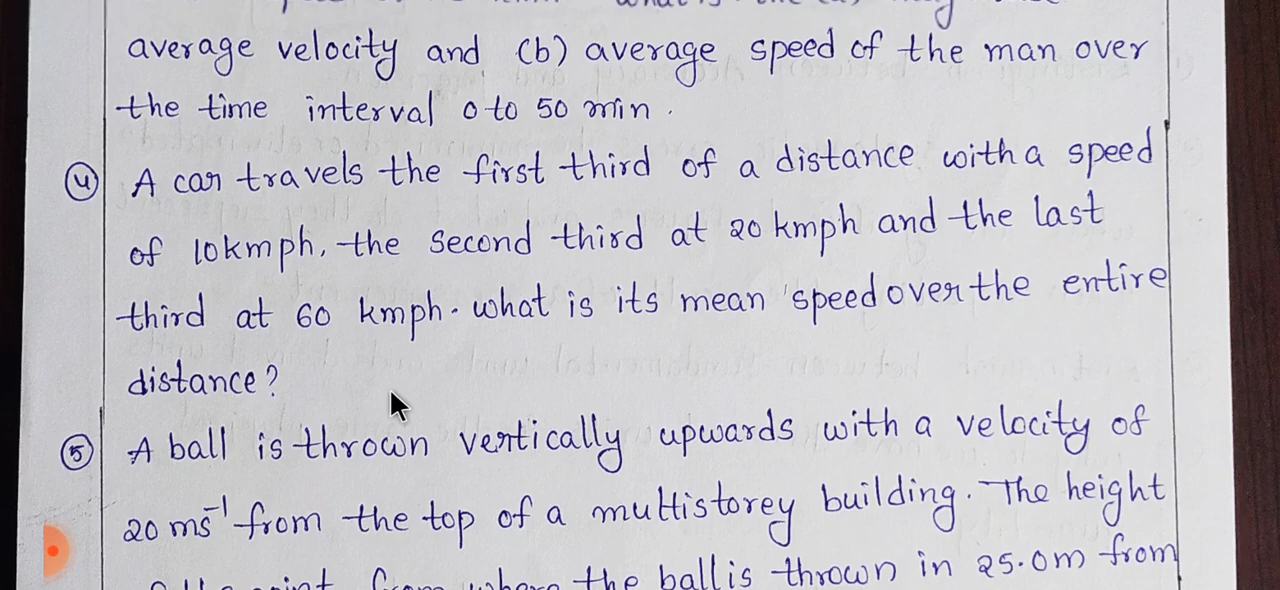 average velocity and (b) average speed of the man over
the time interval 0 to 50 min.
④ A car travels the first third of a distance with a speed
of 10kmph, the second third at 20 kmph and the last
third at 60 kmph. what is its mean speed over the entire
distance?
⑤ A ball is thrown vertically upwards with a velocity of
20 ms⁻¹ from the top of a multistorey building. The height
point from where the ball is thrown in 25.0m from